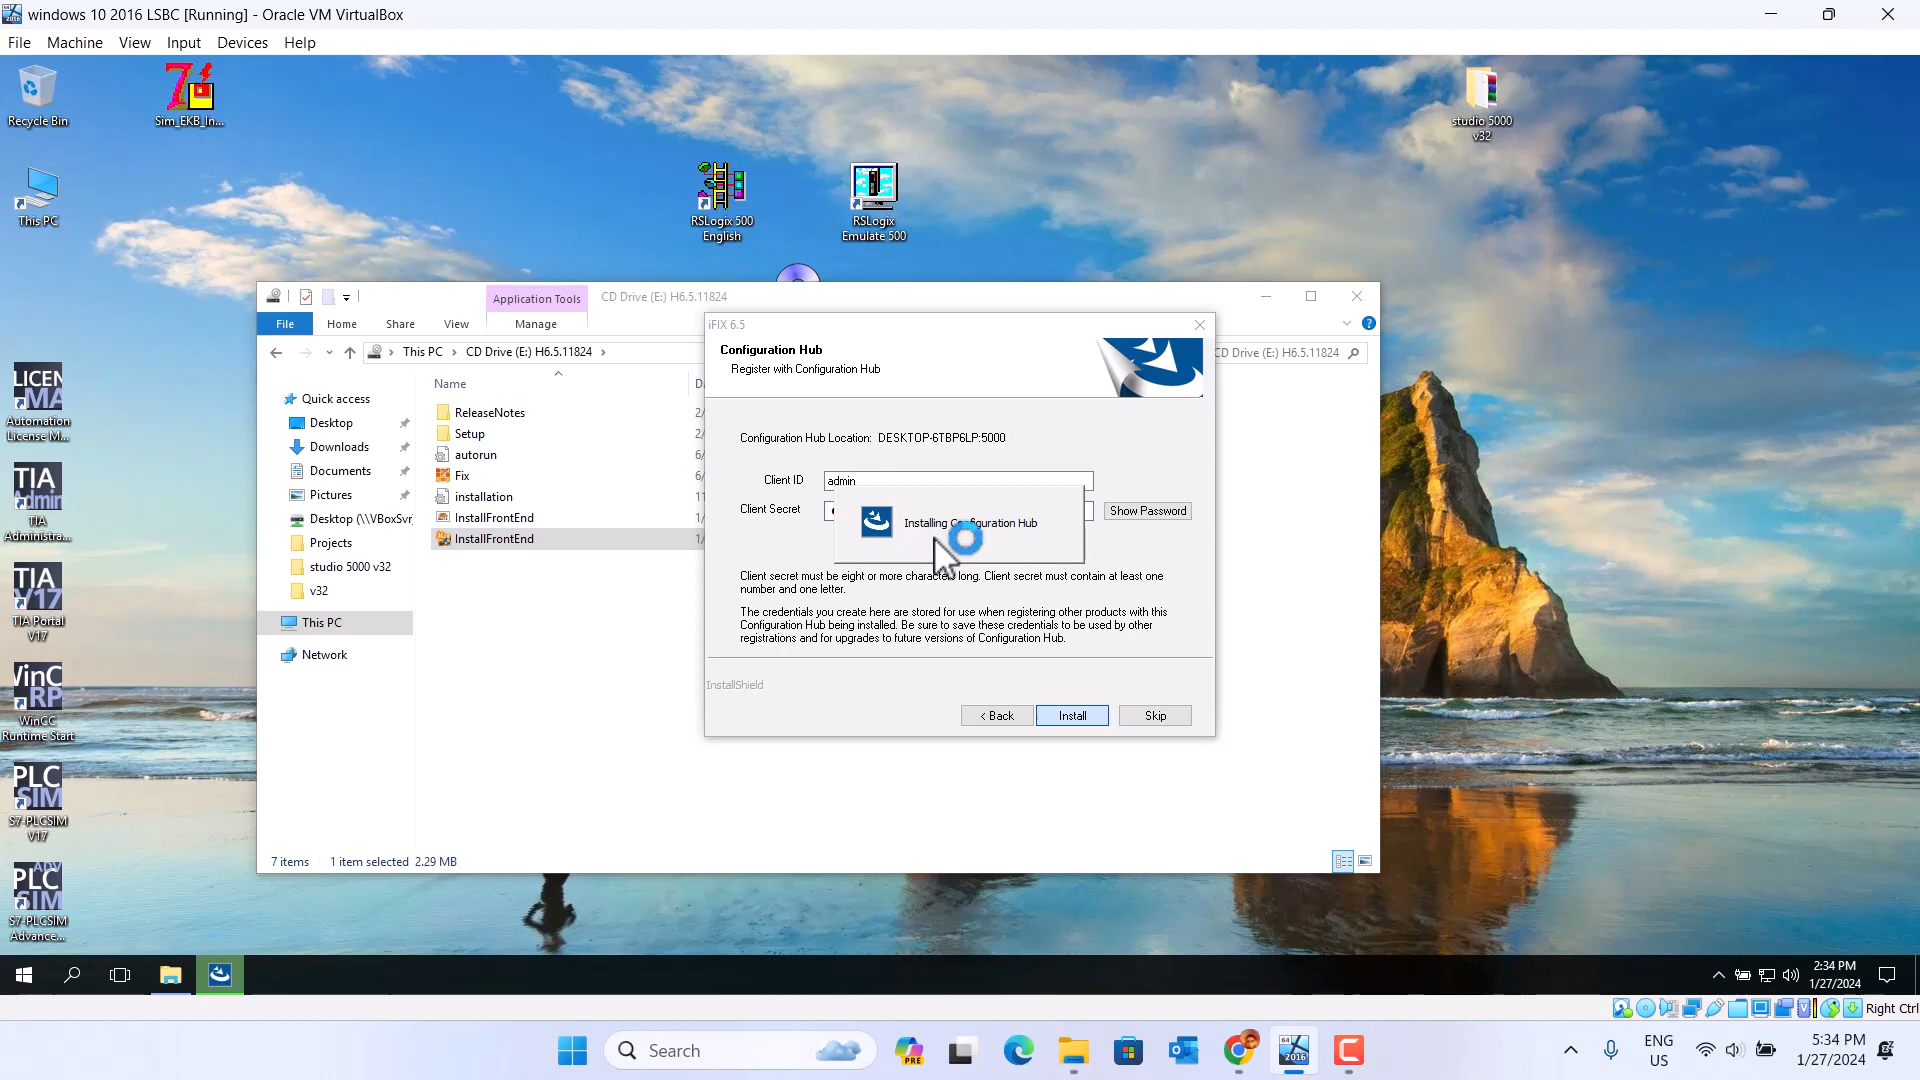 windows 10 2016 LSBC [Running] - Oracle VM VirtualBox
File Machine View Input Devices Help
Recycle Bin
Sim_EKB_In...
studio 5000
v32
This PC
RSLogix 500
English
RSLogix
Emulate 500
Application Tools
CD Drive (E:) H6.5.11824
File Home Share View Manage
This PC > CD Drive (E:) H6.5.11824 >
CD Drive (E:) H6.5.11824
Name
Quick access
Desktop
Downloads
Documents
Pictures
Desktop (\\VBoxSvr
Projects
studio 5000 v32
v32
This PC
Network
ReleaseNotes 2/
Setup 2/
autorun 6/
Fix 6/
installation 11
InstallFrontEnd 1/
InstallFrontEnd 1/
7 items 1 item selected 2.29 MB
iFIX 6.5
Configuration Hub
Register with Configuration Hub
Configuration Hub Location: DESKTOP-6TBP6LP:5000
Client ID admin
Client Secret
Show Password
Installing Configuration Hub
Client secret must be eight or more characters long. Client secret must contain at least one
number and one letter.
The credentials you create here are stored for use when registering other products with this
Configuration Hub being installed. Be sure to save these credentials to be used by other
registrations and for upgrades to future versions of Configuration Hub.
InstallShield
< Back Install Skip
LICEN
MA
Automation
License M...
TIA
Admin
TIA
Administra...
TIA
V17
TIA Portal
V17
WinC
RP
WinCC
Runtime Start
PLC
SIM
S7-PLCSIM
V17
PLC
SIM
ADV
S7-PLCSIM
Advance...
2:34 PM
1/27/2024
Right Ctrl
Search
PRE
64
2016
ENG
US
5:34 PM
1/27/2024